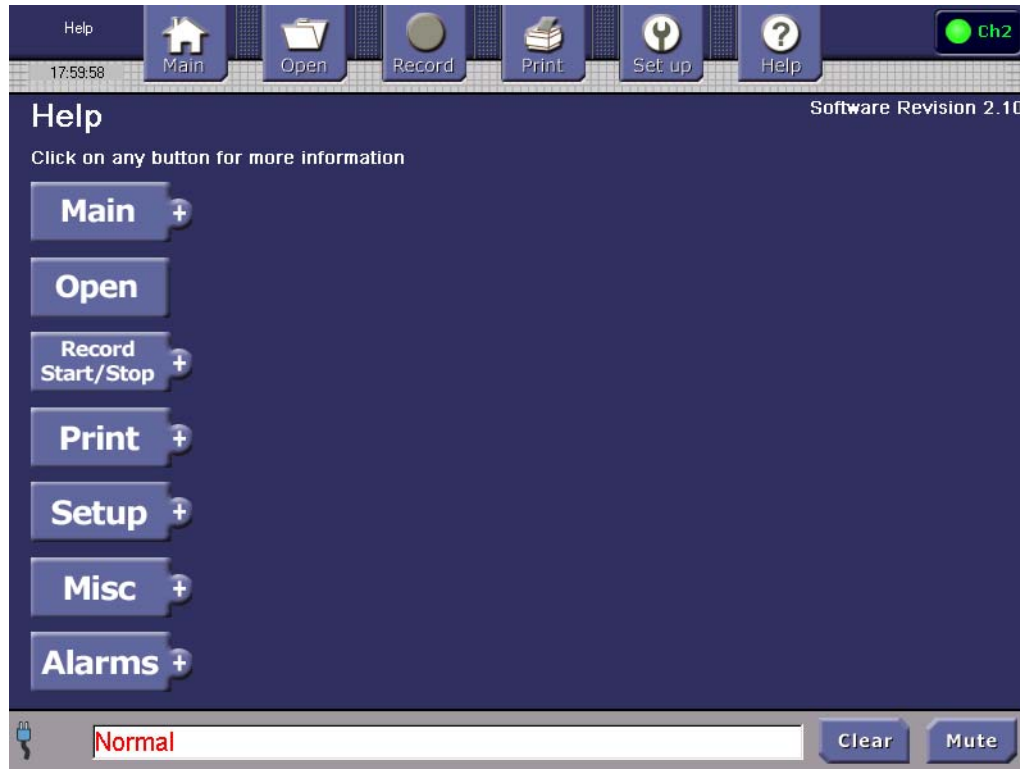 Help
17:59:58
Main
Open
Record
Print
Set up
Help
Ch2
Help
Software Revision 2.10
Click on any button for more information
Main
Open
Record
Start/Stop
Print
Setup
Misc
Alarms
Normal
Clear
Mute